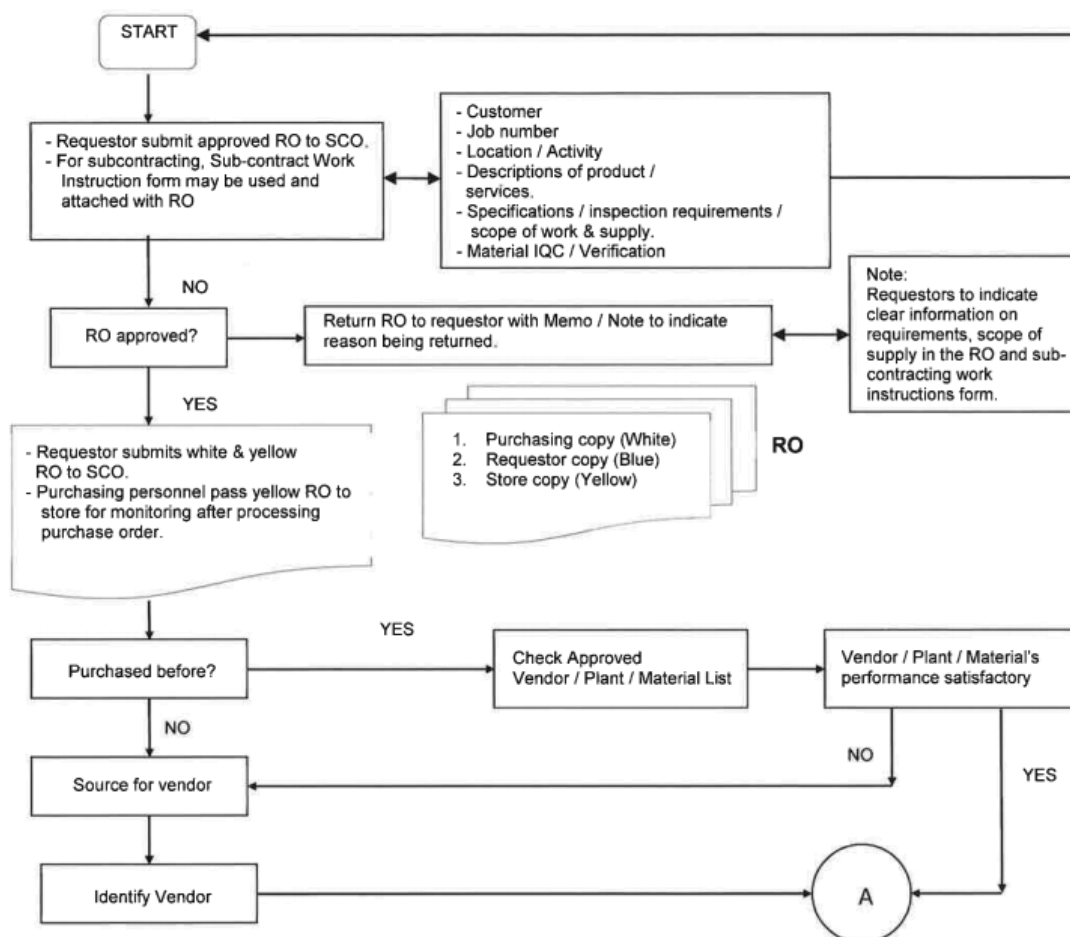 START
- Requestor submit approved RO to SCO.
- For subcontracting, Sub-contract Work
Instruction form may be used and
attached with RO
- Customer
- Job number
- Location / Activity
- Descriptions of product /
services.
- Specifications / inspection requirements /
scope of work & supply.
- Material IQC / Verification
NO
RO approved?
Return RO to requestor with Memo / Note to indicate
reason being returned.
Note:
Requestors to indicate
clear information on
requirements, scope of
supply in the RO and sub-
contracting work
instructions form.
YES
- Requestor submits white & yellow
RO to SCO.
- Purchasing personnel pass yellow RO to
store for monitoring after processing
purchase order.
1. Purchasing copy (White)
2. Requestor copy (Blue)
3. Store copy (Yellow)
RO
YES
Purchased before?
Check Approved
Vendor / Plant / Material List
Vendor / Plant / Material's
performance satisfactory
NO
NO
YES
Source for vendor
Identify Vendor
A